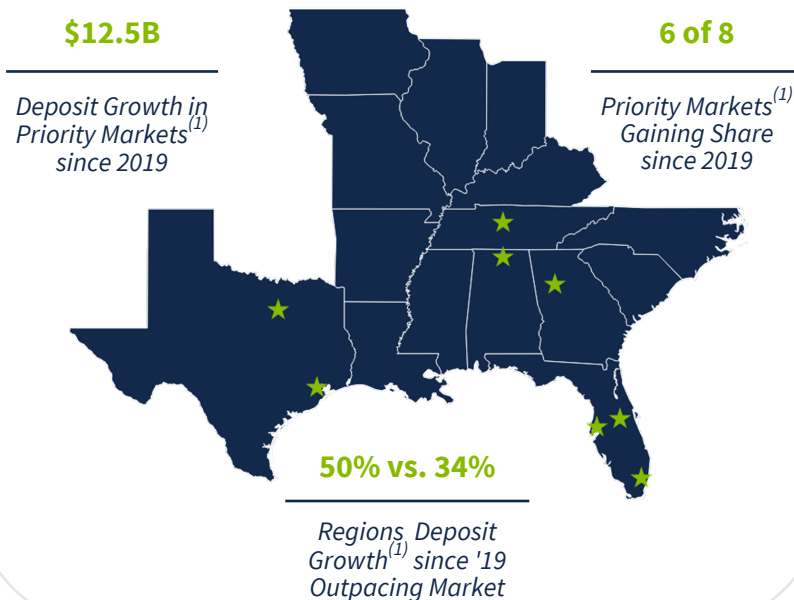 $12.5B
Deposit Growth in
Priority Markets(1)
since 2019
6 of 8
Priority Markets(1)
Gaining Share
since 2019
50% vs. 34%
Regions Deposit
Growth(1) since '19
Outpacing Market